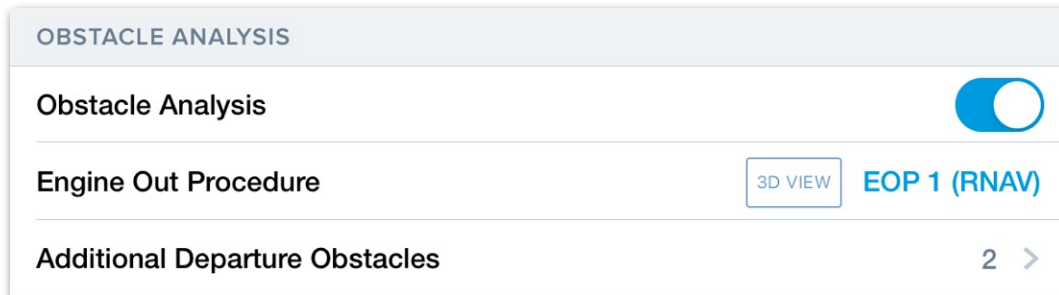 OBSTACLE ANALYSIS
Obstacle Analysis
Engine Out Procedure 3D VIEW EOP 1 (RNAV)
Additional Departure Obstacles 2